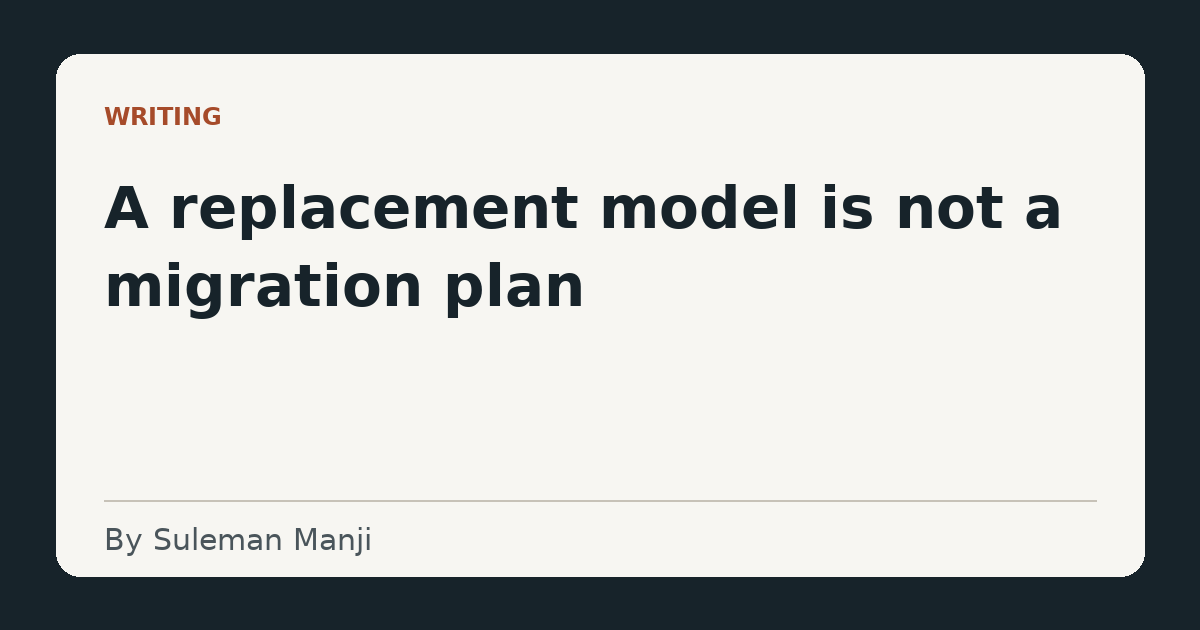 WRITING
A replacement model is not a
migration plan
By Suleman Manji